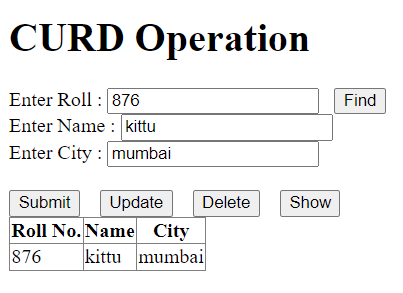 CURD Operation
Enter Roll : 876 Find
Enter Name : kittu
Enter City : mumbai
Submit Update Delete Show
Roll No. Name City
876 kittu mumbai